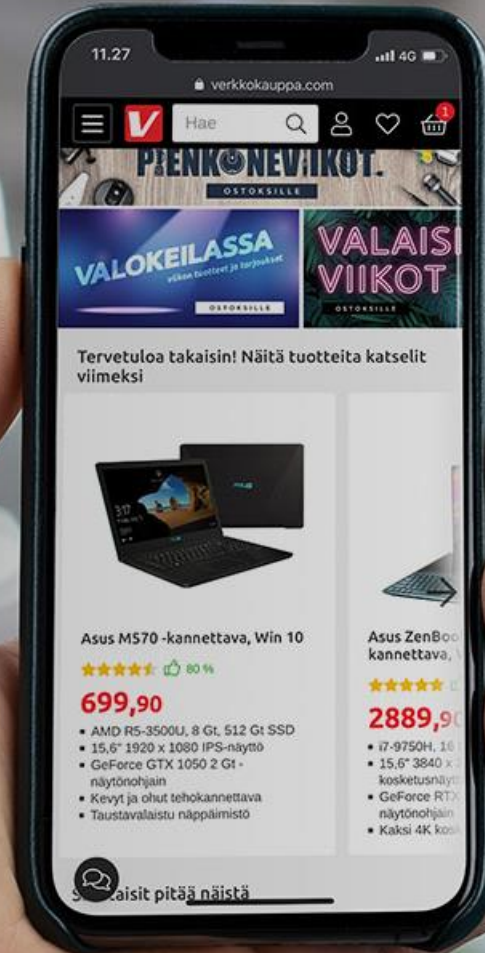 11.27
4G
verkkokauppa.com
V
Hae
1
PIENKONEVIIKOT
OSTOKSILLE
VALOKEILASSA
viikon tuotteet ja tarjoukset
OSTOKSILLE
VALAISI
VIIKOT
OSTOKSILLE
Tervetuloa takaisin! Näitä tuotteita katselit
viimeksi
3:17
ASUS
Asus M570 -kannettava, Win 10
80 %
699,90
AMD R5-3500U, 8 Gt, 512 Gt SSD
15,6" 1920 x 1080 IPS-näyttö
GeForce GTX 1050 2 Gt -
näytönohjain
Kevyt ja ohut tehokannettava
Taustavalaistu näppäimistö
Asus ZenBoo
kannettava,
2889,90
i7-9750H, 16
15,6" 3840 x
kosketusnäyt
GeForce RTX
näytönohjain
Kaksi 4K kos
aisit pitää näistä